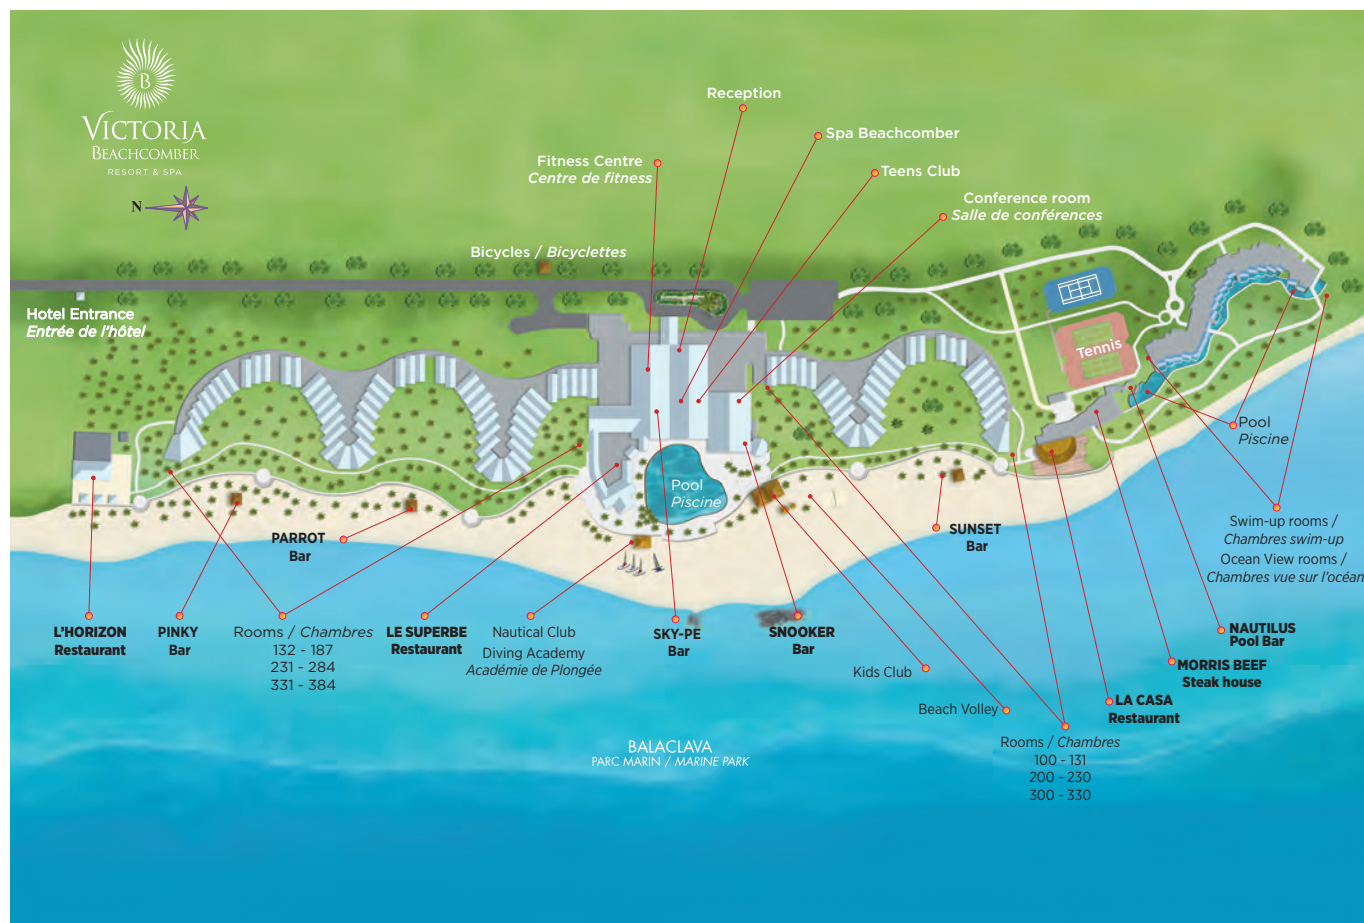 B
VICTORIA
BEACHCOMBER
RESORT & SPA
N
Reception
Spa Beachcomber
Fitness Centre
Centre de fitness
Teens Club
Conference room
Salle de conférences
Bicycles / Bicyclettes
Hotel Entrance
Entrée de l'hôtel
Tennis
Pool
Piscine
Pool
Piscine
Swim-up rooms /
Chambres swim-up
Ocean View rooms /
Chambres vue sur l'océan
PARROT
Bar
SUNSET
Bar
L'HORIZON
Restaurant
PINKY
Bar
Rooms / Chambres
132 - 187
231 - 284
331 - 384
LE SUPERBE
Restaurant
Nautical Club
Diving Academy
Académie de Plongée
SKY-PE
Bar
SNOOKER
Bar
NAUTILUS
Pool Bar
MORRIS BEEF
Steak house
Kids Club
LA CASA
Restaurant
Beach Volley
Rooms / Chambres
100 - 131
200 - 230
300 - 330
BALACLAVA
PARC MARIN / MARINE PARK